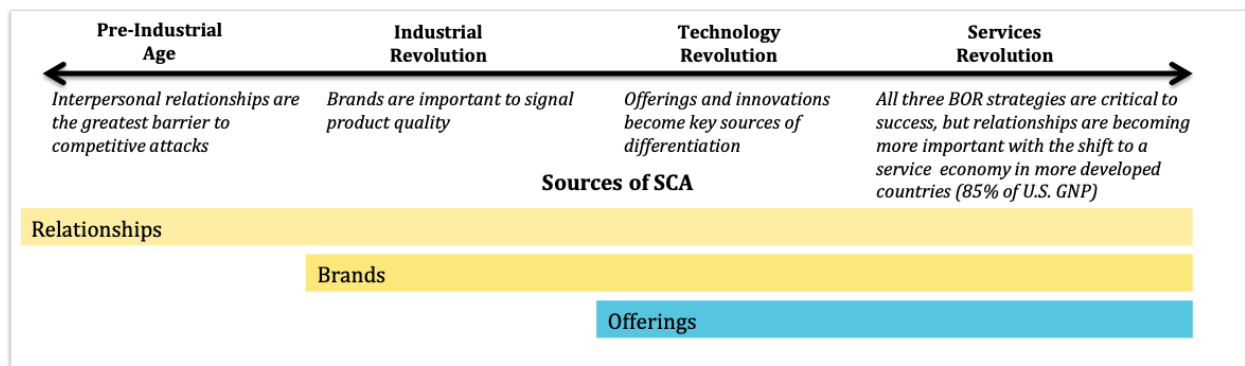 Pre-Industrial
Age
Industrial
Revolution
Technology
Revolution
Services
Revolution
Interpersonal relationships are
the greatest barrier to
competitive attacks
Brands are important to signal
product quality
Offerings and innovations
become key sources of
differentiation
All three BOR strategies are critical to
success, but relationships are becoming
more important with the shift to a
service economy in more developed
countries (85% of U.S. GNP)
Sources of SCA
Relationships
Brands
Offerings